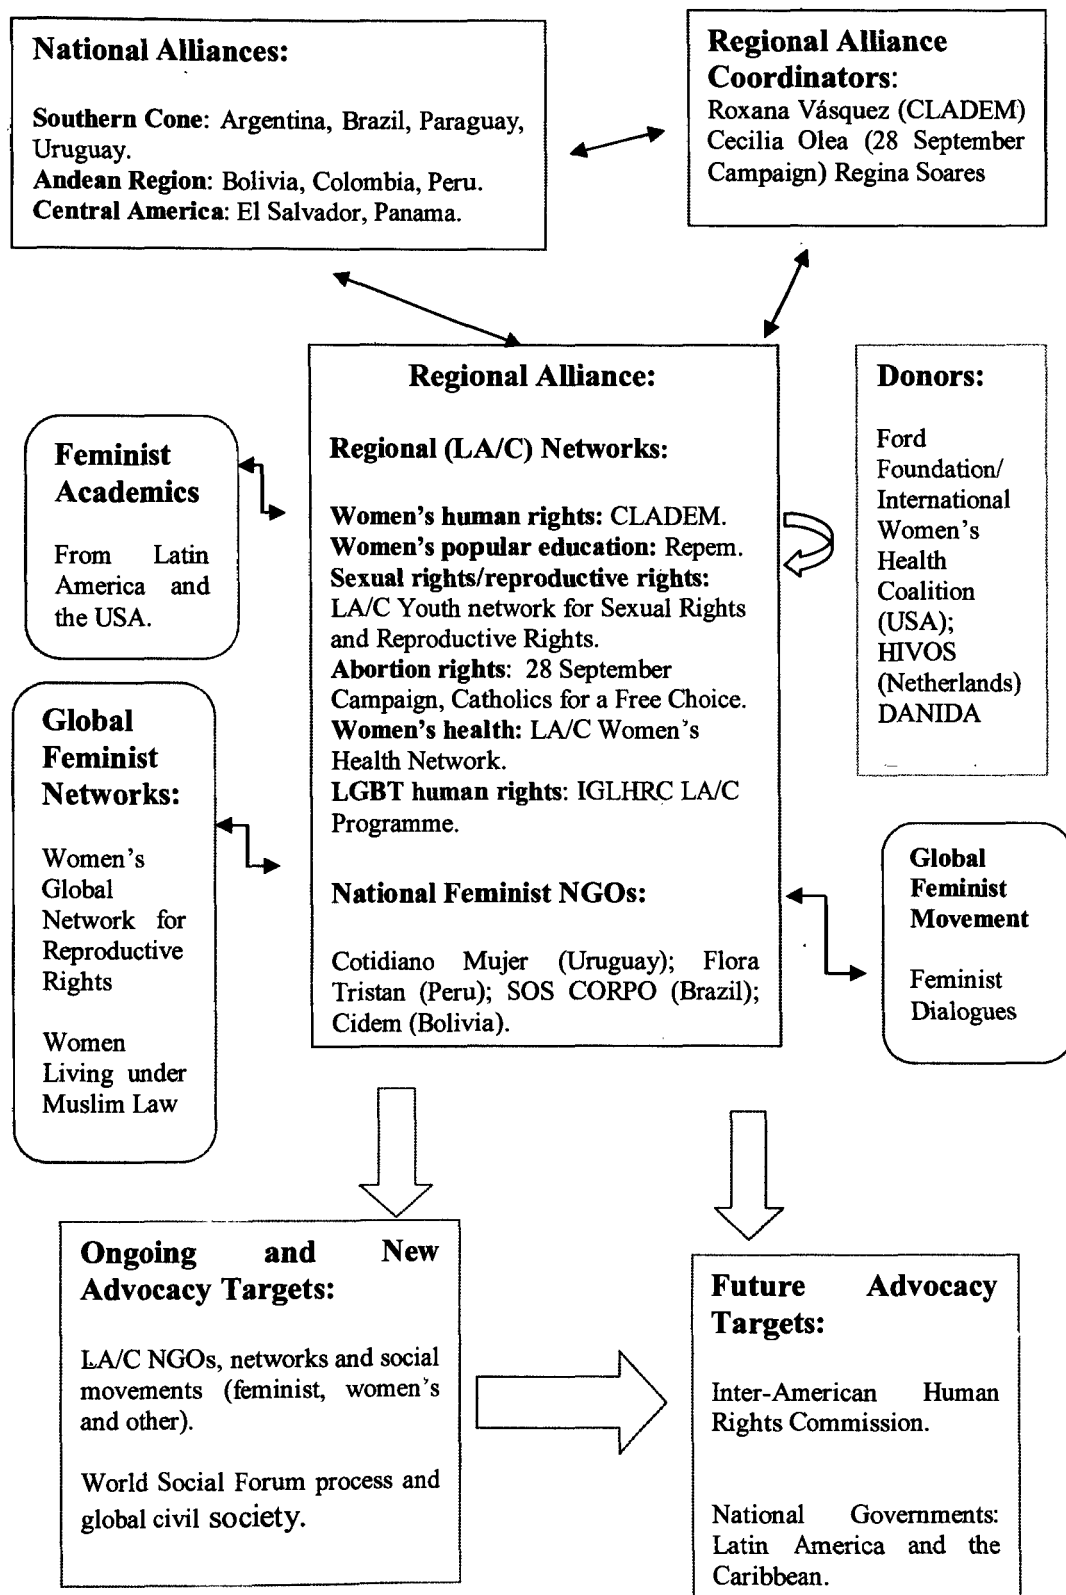 National Alliances:
Southern Cone: Argentina, Brazil, Paraguay,
Uruguay.
Andean Region: Bolivia, Colombia, Peru.
Central America: El Salvador, Panama.
Regional Alliance
Coordinators:
Roxana Vásquez (CLADEM)
Cecilia Olea (28 September
Campaign) Regina Soares
Regional Alliance:
Regional (LA/C) Networks:
Women's human rights: CLADEM.
Women's popular education: Repem.
Sexual rights/reproductive rights:
LA/C Youth network for Sexual Rights
and Reproductive Rights.
Abortion rights: 28 September
Campaign, Catholics for a Free Choice.
Women's health: LA/C Women's
Health Network.
LGBT human rights: IGLHRC LA/C
Programme.
National Feminist NGOs:
Cotidiano Mujer (Uruguay); Flora
Tristan (Peru); SOS CORPO (Brazil);
Cidem (Bolivia).
Donors:
Ford
Foundation/
International
Women's
Health
Coalition
(USA);
HIVOS
(Netherlands)
DANIDA
Feminist
Academics
From Latin
America and
the USA.
Global
Feminist
Networks:
Women's
Global
Network for
Reproductive
Rights
Women
Living under
Muslim Law
Global
Feminist
Movement
Feminist
Dialogues
Ongoing and New
Advocacy Targets:
LA/C NGOs, networks and social
movements (feminist, women's
and other).
World Social Forum process and
global civil society.
Future Advocacy
Targets:
Inter-American Human
Rights Commission.
National Governments:
Latin America and the
Caribbean.